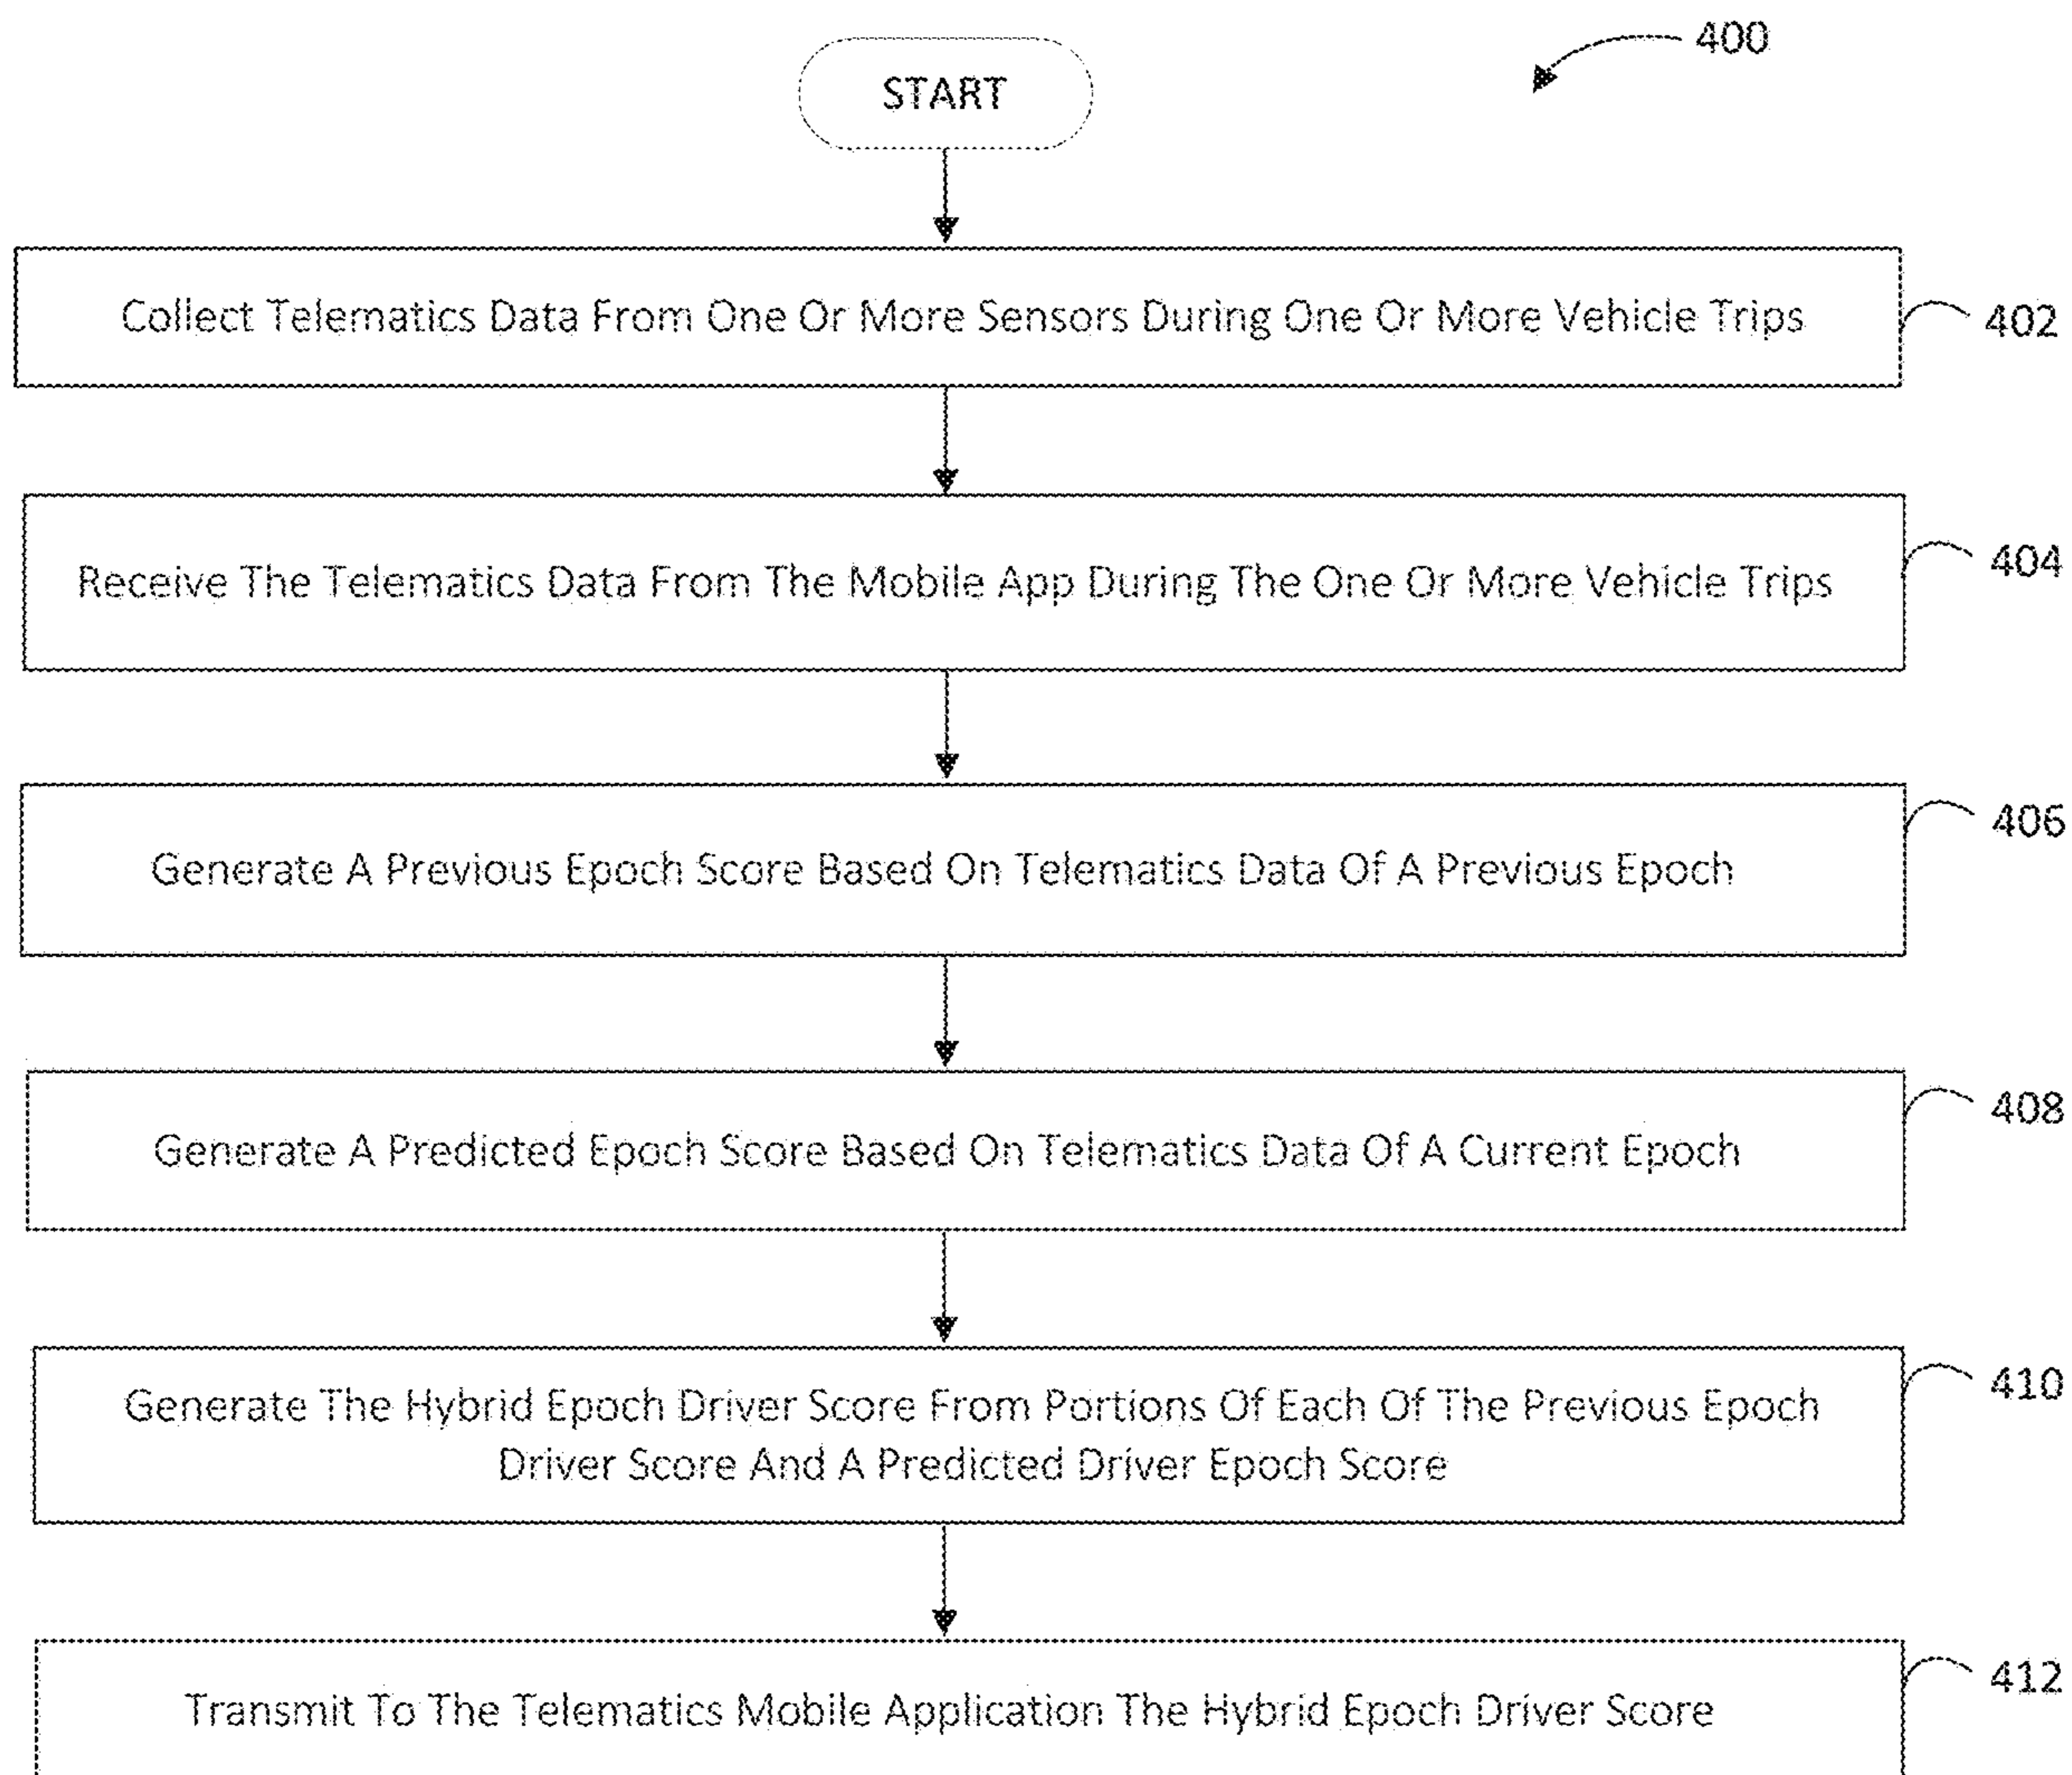 400
START
Collect Telematics Data From One Or More Sensors During One Or More Vehicle Trips
402
Receive The Telematics Data From The Mobile App During The One Or More Vehicle Trips
404
Generate A Previous Epoch Score Based On Telematics Data Of A Previous Epoch
406
Generate A Predicted Epoch Score Based On Telematics Data Of A Current Epoch
408
Generate The Hybrid Epoch Driver Score From Portions Of Each Of The Previous Epoch
Driver Score And A Predicted Driver Epoch Score
410
Transmit To The Telematics Mobile Application The Hybrid Epoch Driver Score
412